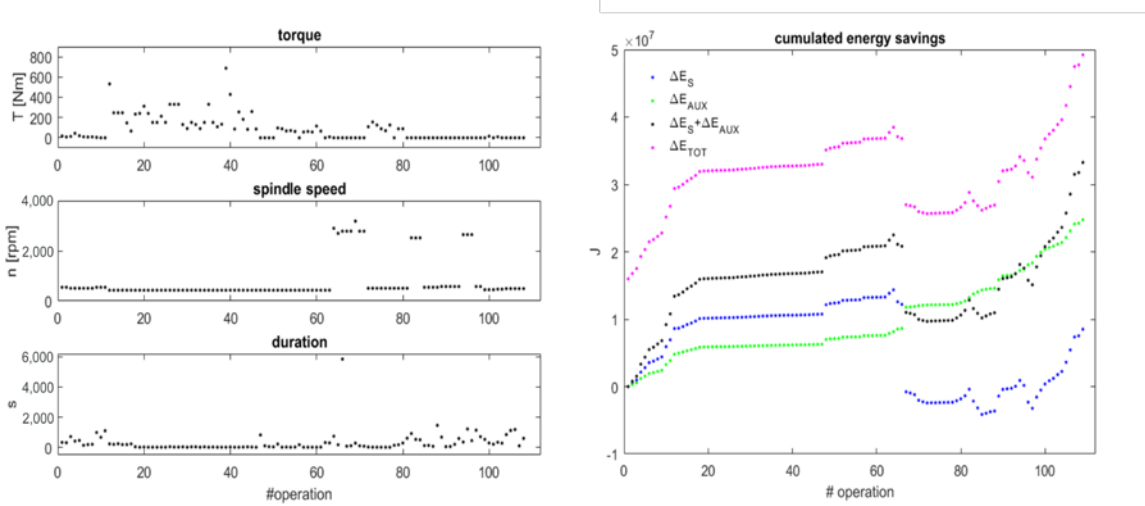 torque
800
600
400
200
0
T [Nm]
0 20 40 60 80 100
spindle speed
4,000
2,000
0
n [rpm]
0 20 40 60 80 100
duration
6,000
4,000
2,000
0
s
0 20 40 60 80 100
#operation
cumulated energy savings
×10⁷
5
4
3
2
1
0
-1
J
ΔE_S
ΔE_AUX
ΔE_S+ΔE_AUX
ΔE_TOT
0 20 40 60 80 100
# operation